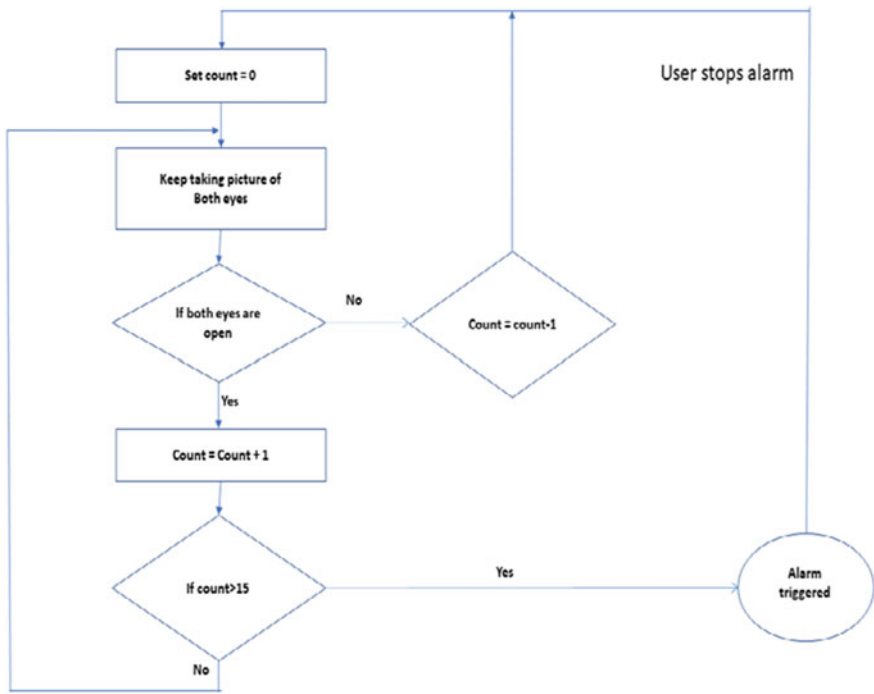 Set count = 0
User stops alarm
Keep taking picture of
Both eyes
No
If both eyes are
open
Count = count-1
Yes
Count = Count + 1
If count>15
Yes
Alarm
triggered
No